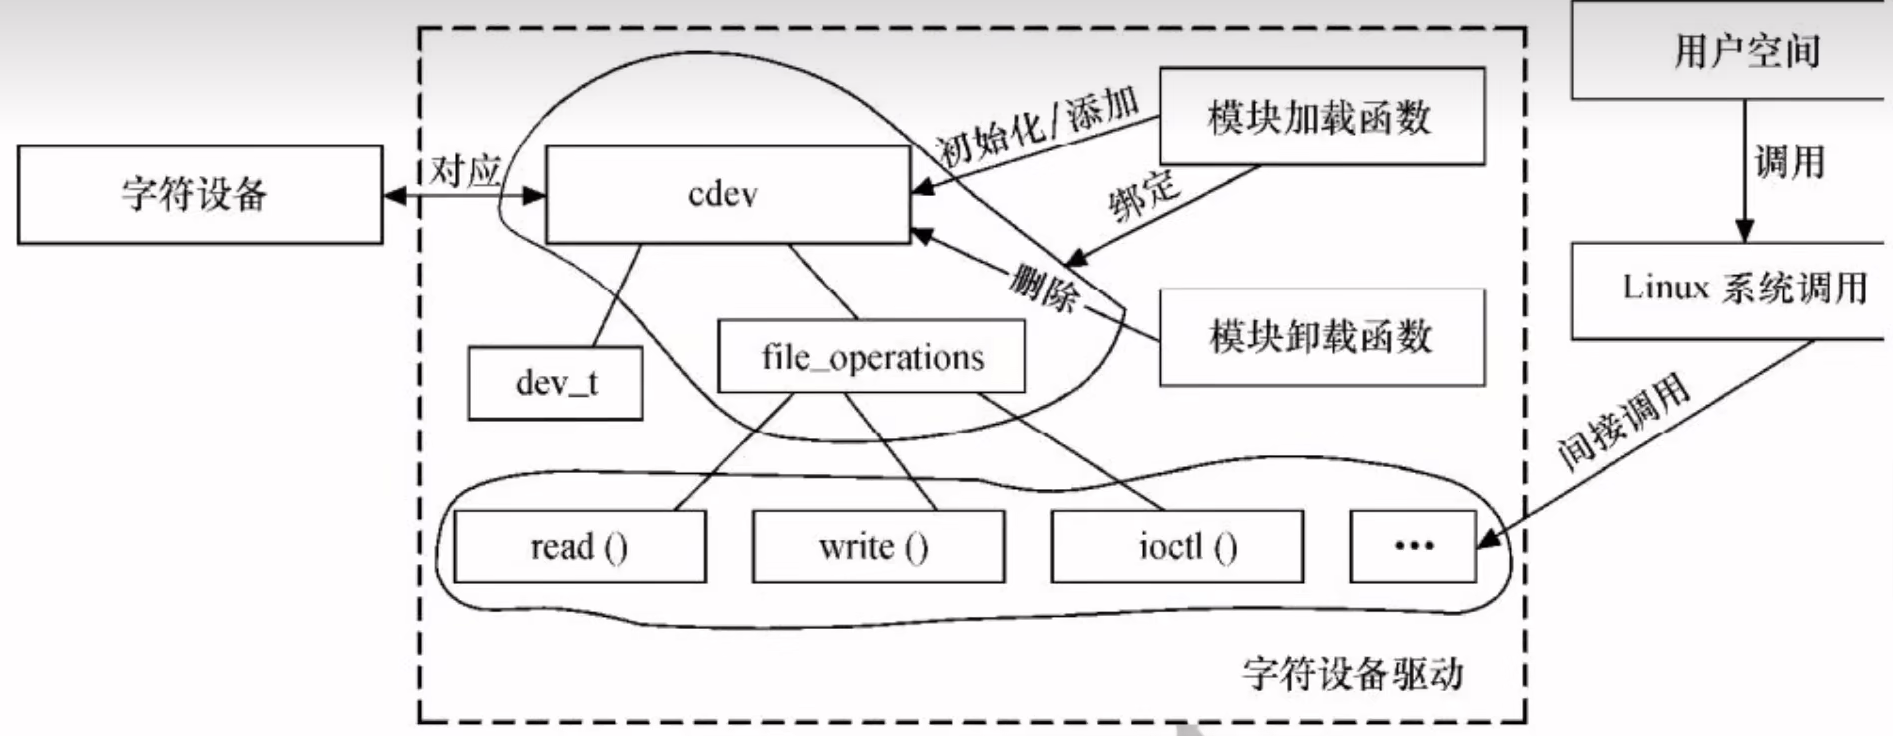 用户空间
模块加载函数
初始化/添加
调用
对应
字符设备
cdev
绑定
删除
Linux 系统调用
模块卸载函数
file_operations
dev_t
间接调用
read ()
write ()
ioctl ()
•••
字符设备驱动